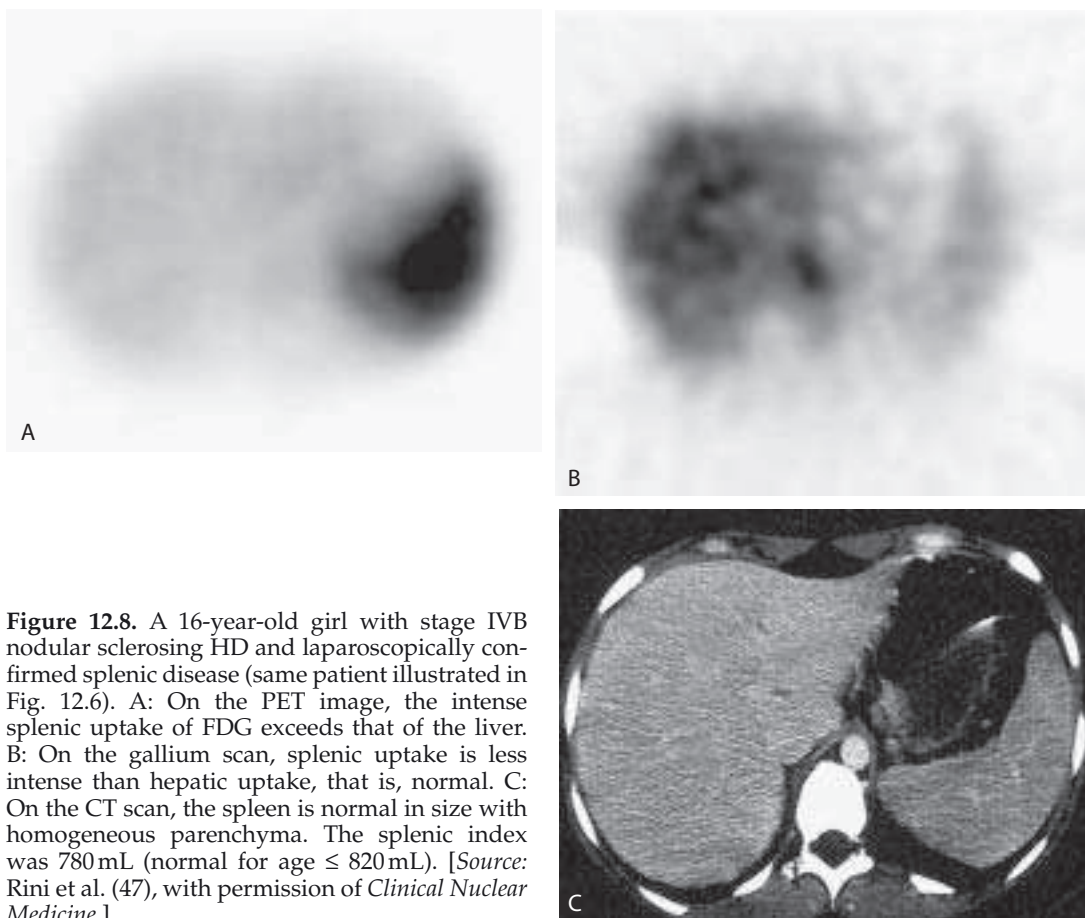 A
B
Figure 12.8. A 16-year-old girl with stage IVB
nodular sclerosing HD and laparoscopically con-
firmed splenic disease (same patient illustrated in
Fig. 12.6). A: On the PET image, the intense
splenic uptake of FDG exceeds that of the liver.
B: On the gallium scan, splenic uptake is less
intense than hepatic uptake, that is, normal. C:
On the CT scan, the spleen is normal in size with
homogeneous parenchyma. The splenic index
was 780 mL (normal for age ≤ 820 mL). [Source:
Rini et al. (47), with permission of Clinical Nuclear
Medicine.]
C